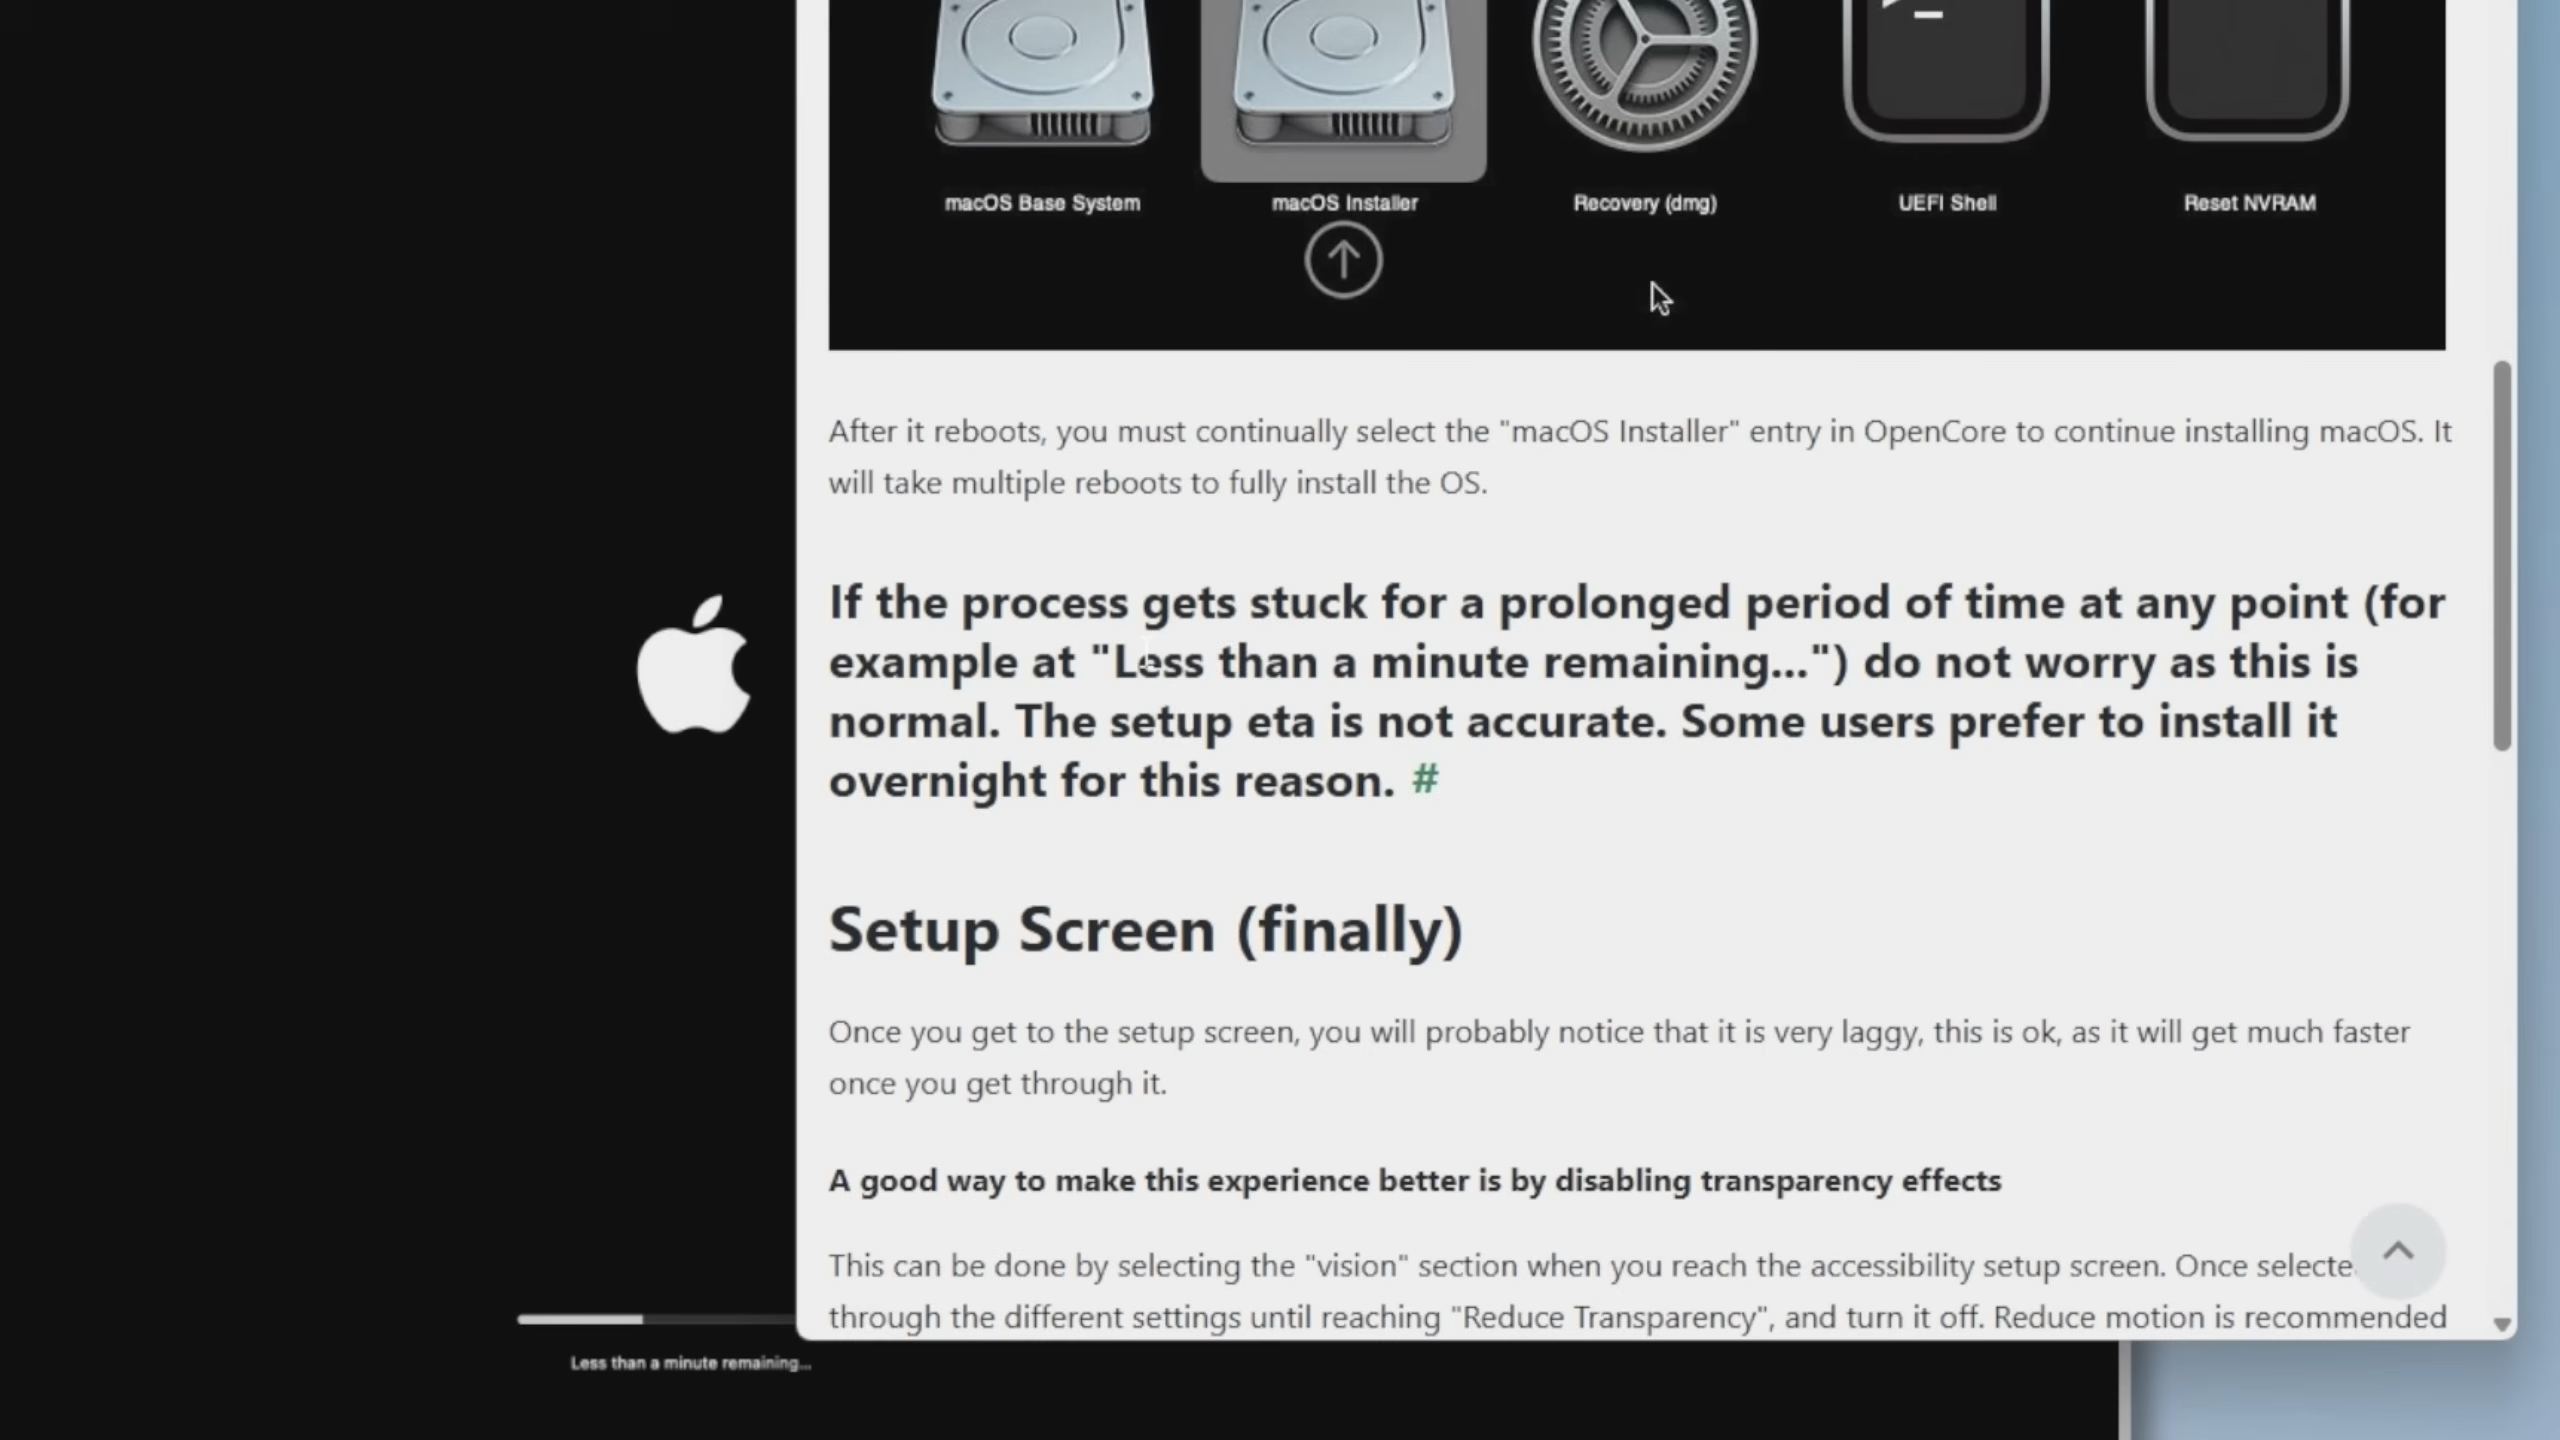 macOS Base System
macOS Installer
Recovery (dmg)
UEFI Shell
Reset NVRAM
After it reboots, you must continually select the "macOS Installer" entry in OpenCore to continue installing macOS. It
will take multiple reboots to fully install the OS.
If the process gets stuck for a prolonged period of time at any point (for
example at "Less than a minute remaining...") do not worry as this is
normal. The setup eta is not accurate. Some users prefer to install it
overnight for this reason. #
Setup Screen (finally)
Once you get to the setup screen, you will probably notice that it is very laggy, this is ok, as it will get much faster
once you get through it.
A good way to make this experience better is by disabling transparency effects
This can be done by selecting the "vision" section when you reach the accessibility setup screen. Once selecte
through the different settings until reaching "Reduce Transparency", and turn it off. Reduce motion is recommended
Less than a minute remaining...